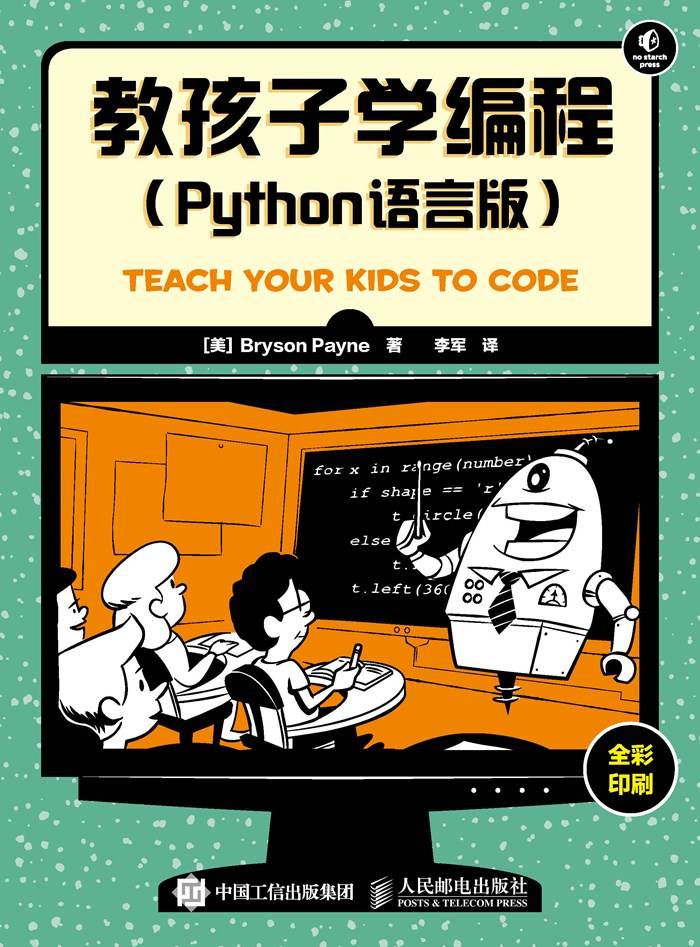 no starch
press
教孩子学编程
（Python语言版）
TEACH YOUR KIDS TO CODE
［美］Bryson Payne 著 李军 译
for x in range(number)
if shape == 'r'
t.circle(
else
t.
t.left(360
全彩
印刷
中国工信出版集团
人民邮电出版社
POSTS & TELECOM PRESS